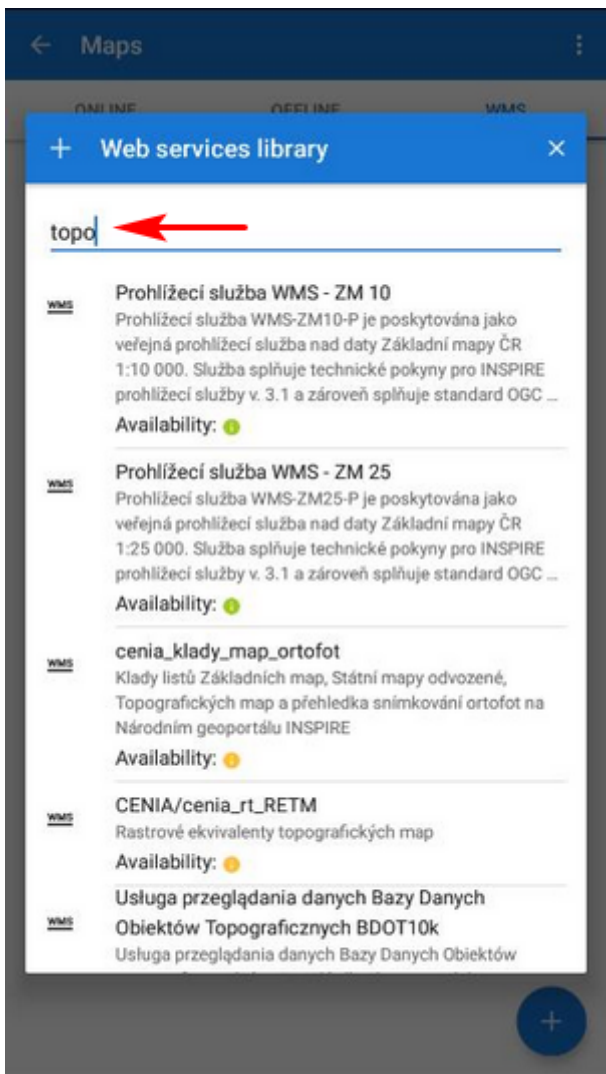 Maps
ONLINE OFFLINE WMS
Web services library
topo
WMS
Prohlížecí služba WMS - ZM 10
Prohlížecí služba WMS-ZM10-P je poskytována jako
veřejná prohlížecí služba nad daty Základní mapy ČR
1:10 000. Služba splňuje technické pokyny pro INSPIRE
prohlížecí služby v. 3.1 a zároveň splňuje standard OGC ...
Availability:
WMS
Prohlížecí služba WMS - ZM 25
Prohlížecí služba WMS-ZM25-P je poskytována jako
veřejná prohlížecí služba nad daty Základní mapy ČR
1:25 000. Služba splňuje technické pokyny pro INSPIRE
prohlížecí služby v. 3.1 a zároveň splňuje standard OGC ...
Availability:
WMS
cenia_klady_map_ortofot
Klady listů Základních map, Státní mapy odvozené,
Topografických map a přehledka snímkování ortofot na
Národním geoportálu INSPIRE
Availability:
WMS
CENIA/cenia_rt_RETM
Rastrové ekvivalenty topografických map
Availability:
WMS
Usługa przeglądania danych Bazy Danych
Obiektów Topograficznych BDOT10k
Usługa przeglądania danych Bazy Danych Obiektów